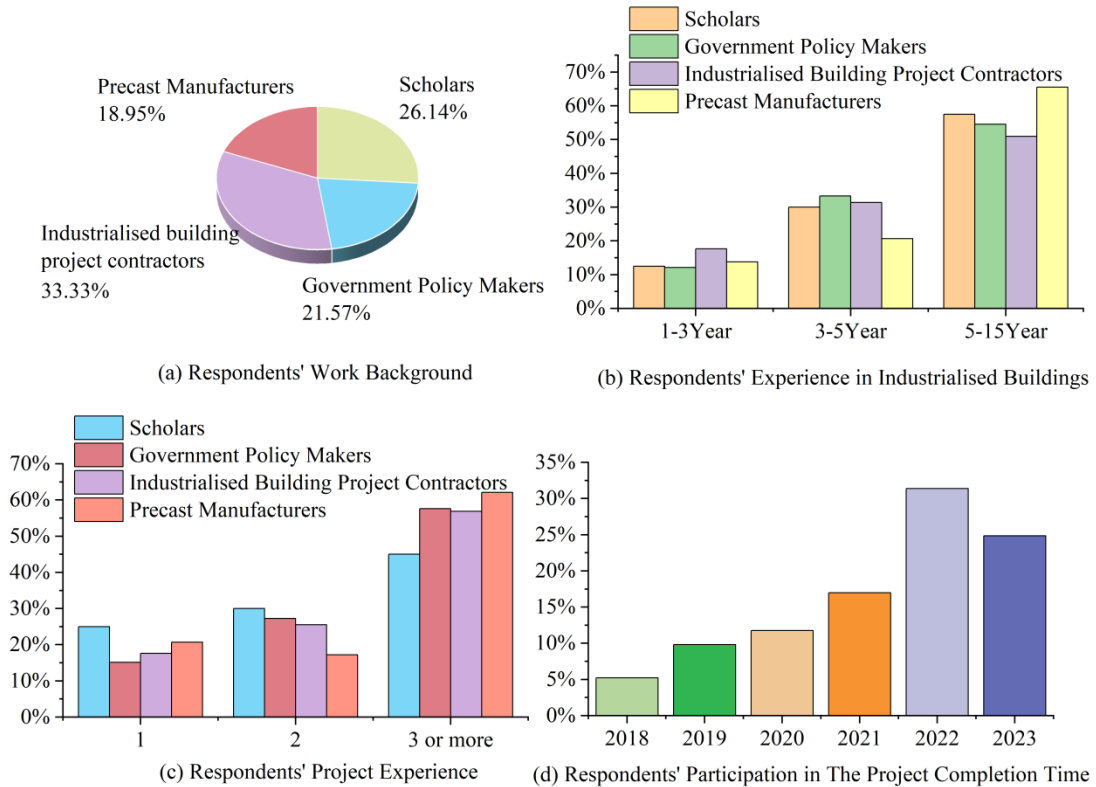 Precast Manufacturers
18.95%
Scholars
26.14%
Industrialised building
project contractors
33.33%
Government Policy Makers
21.57%
(a) Respondents' Work Background
Scholars
Government Policy Makers
Industrialised Building Project Contractors
Precast Manufacturers
70%
60%
50%
40%
30%
20%
10%
0%
1-3Year
3-5Year
5-15Year
(b) Respondents' Experience in Industrialised Buildings
Scholars
Government Policy Makers
Industrialised Building Project Contractors
Precast Manufacturers
70%
60%
50%
40%
30%
20%
10%
0%
1
2
3 or more
(c) Respondents' Project Experience
35%
30%
25%
20%
15%
10%
5%
0%
2018
2019
2020
2021
2022
2023
(d) Respondents' Participation in The Project Completion Time